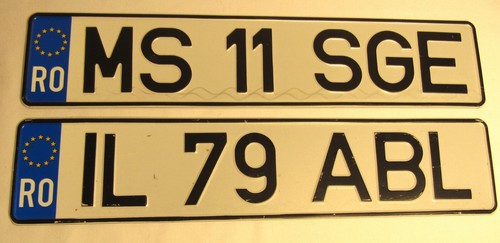 RO MS 11 SGE
RO IL 79 ABL